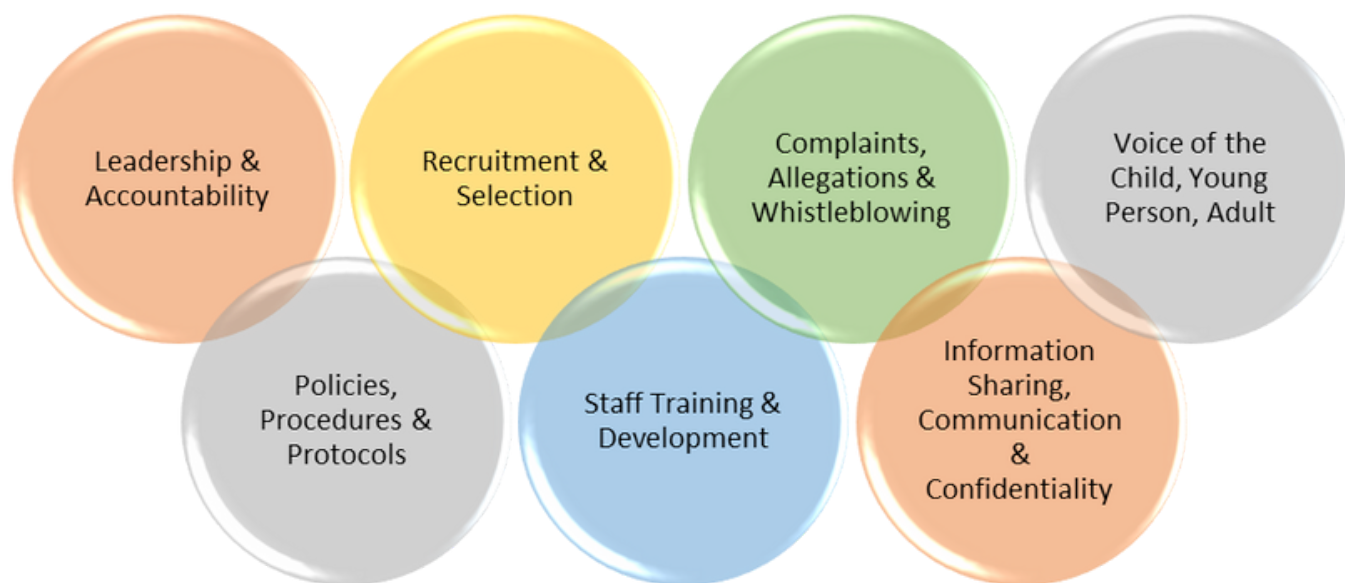 Leadership &
Accountability
Recruitment &
Selection
Complaints,
Allegations &
Whistleblowing
Voice of the
Child, Young
Person, Adult
Policies,
Procedures &
Protocols
Staff Training &
Development
Information
Sharing,
Communication
&
Confidentiality